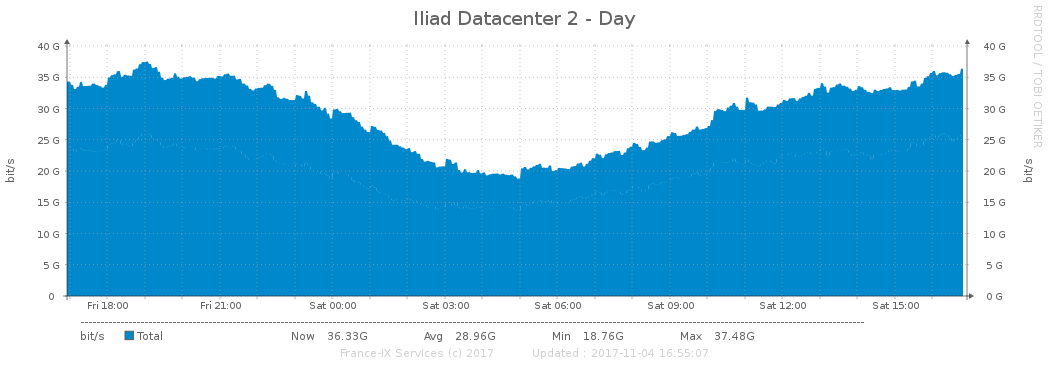 Iliad Datacenter 2 - Day
RRDTOOL / TOBI OETIKER
40 G 40 G
35 G 35 G
30 G 30 G
25 G 25 G
20 G 20 G
15 G 15 G
10 G 10 G
5 G 5 G
0 0 G
bit/s bit/s
Fri 18:00 Fri 21:00 Sat 00:00 Sat 03:00 Sat 06:00 Sat 09:00 Sat 12:00 Sat 15:00
bit/s Total Now 36.33G Avg 28.96G Min 18.76G Max 37.48G
France-IX Services (c) 2017 Updated : 2017-11-04 16:55:07